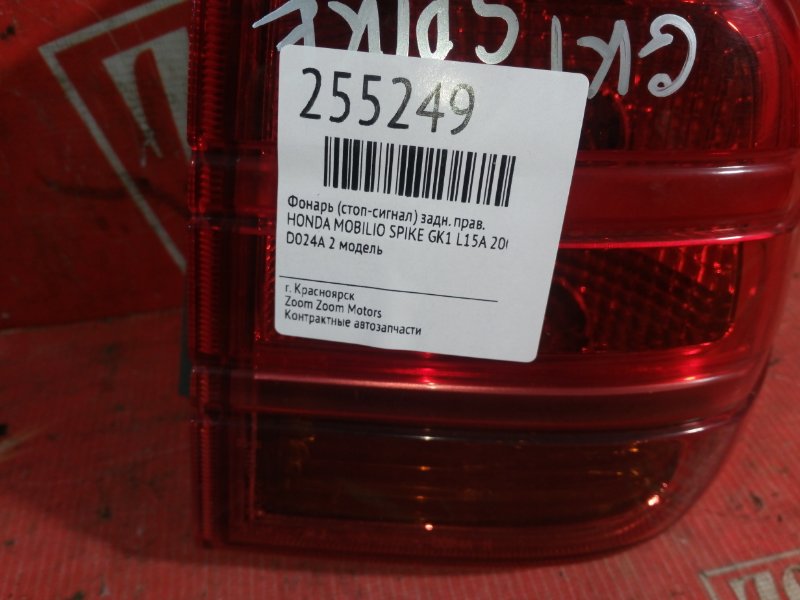 SPIKE GK1
255249
Фонарь (стоп-сигнал) задн. прав.
HONDA MOBILIO SPIKE GK1 L15A 200
D024A 2 модель
г. Красноярск
Zoom Zoom Motors
Контрактные автозапчасти